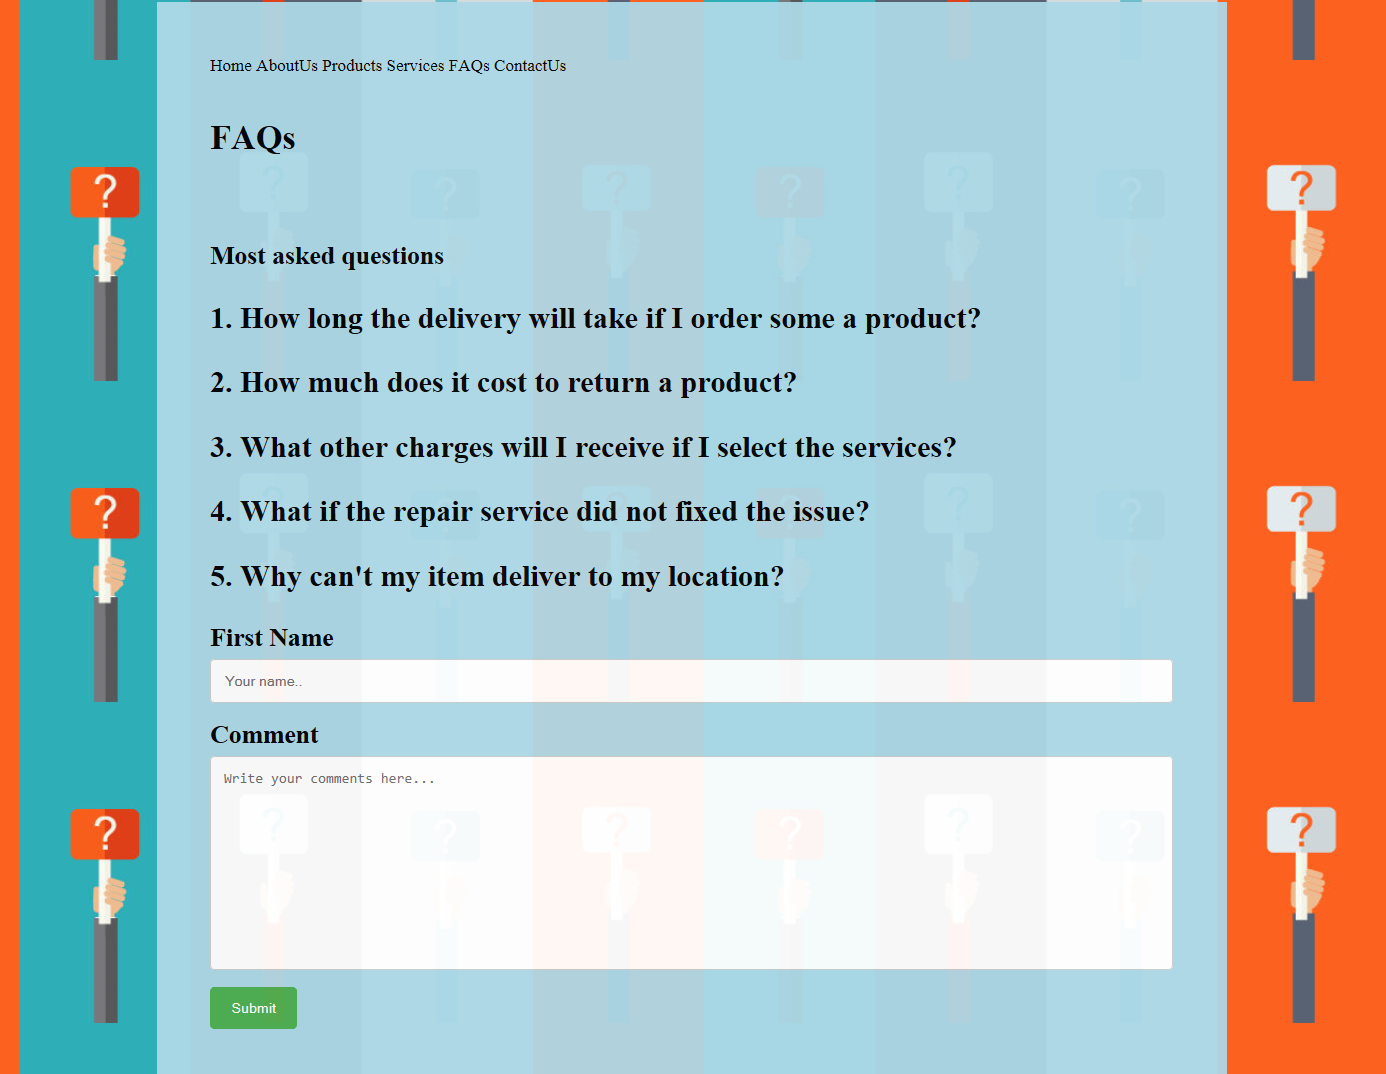 Home AboutUs Products Services FAQs ContactUs
FAQs
Most asked questions
1. How long the delivery will take if I order some a product?
2. How much does it cost to return a product?
3. What other charges will I receive if I select the services?
4. What if the repair service did not fixed the issue?
5. Why can't my item deliver to my location?
First Name
Your name..
Comment
Write your comments here...
Submit